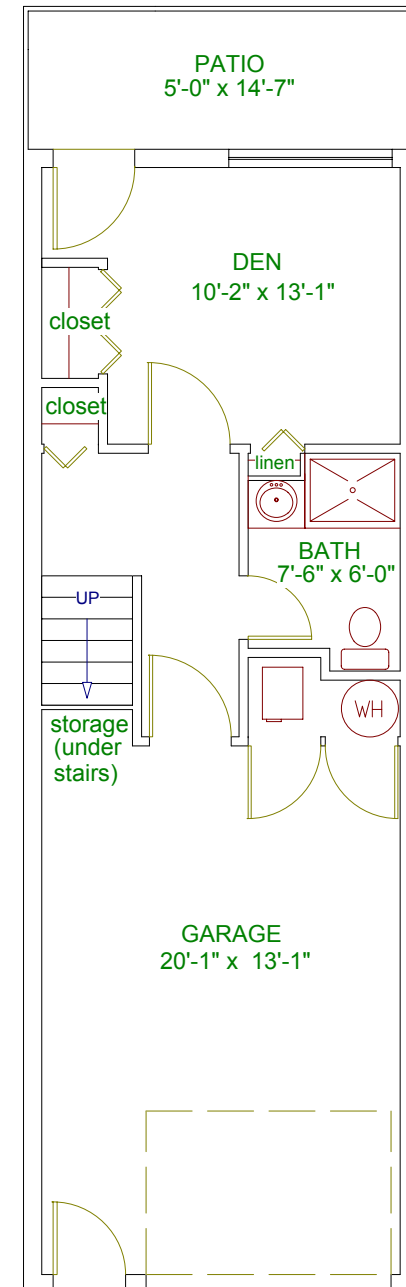 PATIO
5'-0" x 14'-7"
DEN
10'-2" x 13'-1"
closet
closet
linen
BATH
7'-6" x 6'-0"
UP
WH
storage
(under
stairs)
GARAGE
20'-1" x 13'-1"